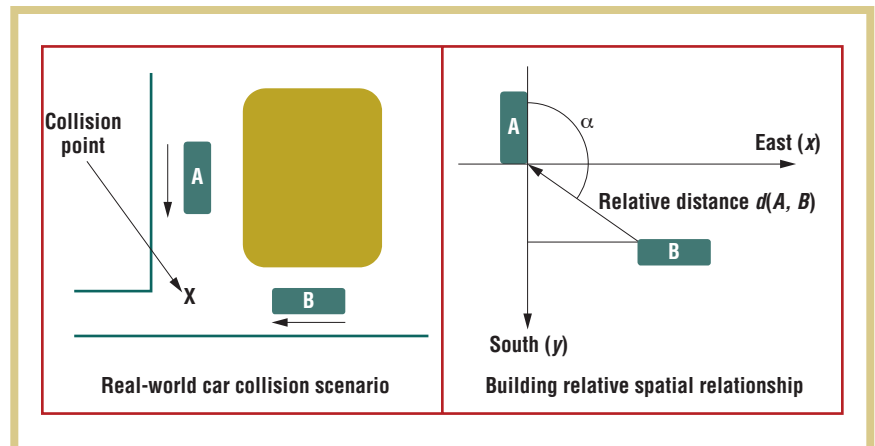 Collision
point
A
X
B
Real-world car collision scenario
A
α
East (x)
Relative distance d(A, B)
B
South (y)
Building relative spatial relationship